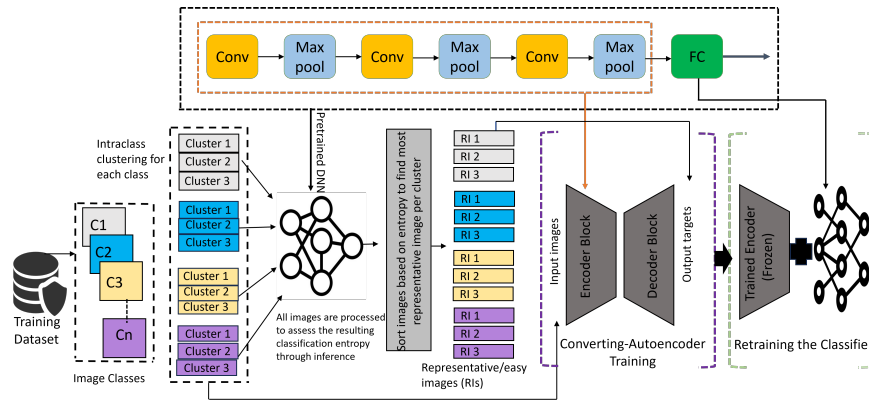 Conv
Max
pool
Conv
Max
pool
Conv
Max
pool
FC
Pretrained DNN
Intraclass
clustering for
each class
Cluster 1
Cluster 2
Cluster 3
Cluster 1
Cluster 2
Cluster 3
Cluster 1
Cluster 2
Cluster 3
Cluster 1
Cluster 2
Cluster 3
C1
C2
C3
Cn
Training
Dataset
Image Classes
All images are processed
to assess the resulting
classification entropy
through inference
Sort images based on entropy to find most
representative image per cluster
RI 1
RI 2
RI 3
RI 1
RI 2
RI 3
RI 1
RI 2
RI 3
RI 1
RI 2
RI 3
Representative/easy
images (RIs)
Input images
Encoder Block
Decoder Block
Output targets
Converting-Autoencoder
Training
Trained Encoder
(Frozen)
Retraining the Classifie